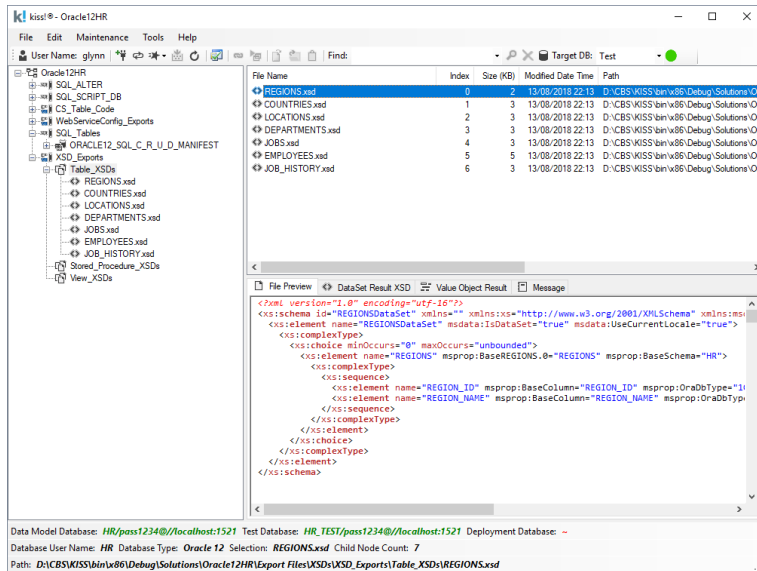 k! kiss!® - Oracle12HR
File Edit Maintenance Tools Help
User Name: glynn Find: Target DB: Test
Oracle12HR
SQL_ALTER
SQL_SCRIPT_DB
CS_Table_Code
WebServiceConfig_Exports
SQL_Tables
ORACLE12_SQL_C_R_U_D_MANIFEST
XSD_Exports
Table_XSDs
REGIONS.xsd
COUNTRIES.xsd
LOCATIONS.xsd
DEPARTMENTS.xsd
JOBS.xsd
EMPLOYEES.xsd
JOB_HISTORY.xsd
Stored_Procedure_XSDs
View_XSDs
File Name Index Size (KB) Modified Date Time Path
REGIONS.xsd 0 2 13/08/2018 22:13 D:\CBS\KISS\bin\x86\Debug\Solutions\O
COUNTRIES.xsd 1 3 13/08/2018 22:13 D:\CBS\KISS\bin\x86\Debug\Solutions\O
LOCATIONS.xsd 2 3 13/08/2018 22:13 D:\CBS\KISS\bin\x86\Debug\Solutions\O
DEPARTMENTS.xsd 3 3 13/08/2018 22:13 D:\CBS\KISS\bin\x86\Debug\Solutions\O
JOBS.xsd 4 3 13/08/2018 22:13 D:\CBS\KISS\bin\x86\Debug\Solutions\O
EMPLOYEES.xsd 5 5 13/08/2018 22:13 D:\CBS\KISS\bin\x86\Debug\Solutions\O
JOB_HISTORY.xsd 6 3 13/08/2018 22:13 D:\CBS\KISS\bin\x86\Debug\Solutions\O
File Preview DataSet Result XSD Value Object Result Message
<?xml version="1.0" encoding="utf-16"?>
<xs:schema id="REGIONSDataSet" xmlns="" xmlns:xs="http://www.w3.org/2001/XMLSchema" xmlns:ms
<xs:element name="REGIONSDataSet" msdata:IsDataSet="true" msdata:UseCurrentLocale="true">
<xs:complexType>
<xs:choice minOccurs="0" maxOccurs="unbounded">
<xs:element name="REGIONS" msprop:BaseREGIONS.0="REGIONS" msprop:BaseSchema="HR">
<xs:complexType>
<xs:sequence>
<xs:element name="REGION_ID" msprop:BaseColumn="REGION_ID" msprop:OraDbType="1
<xs:element name="REGION_NAME" msprop:BaseColumn="REGION_NAME" msprop:OraDbTyp
</xs:sequence>
</xs:complexType>
</xs:element>
</xs:choice>
</xs:complexType>
</xs:element>
</xs:schema>
Data Model Database: HR/pass1234@//localhost:1521 Test Database: HR_TEST/pass1234@//localhost:1521 Deployment Database: ~
Database User Name: HR Database Type: Oracle 12 Selection: REGIONS.xsd Child Node Count: 7
Path: D:\CBS\KISS\bin\x86\Debug\Solutions\Oracle12HR\Export Files\XSDs\XSD_Exports\Table_XSDs\REGIONS.xsd